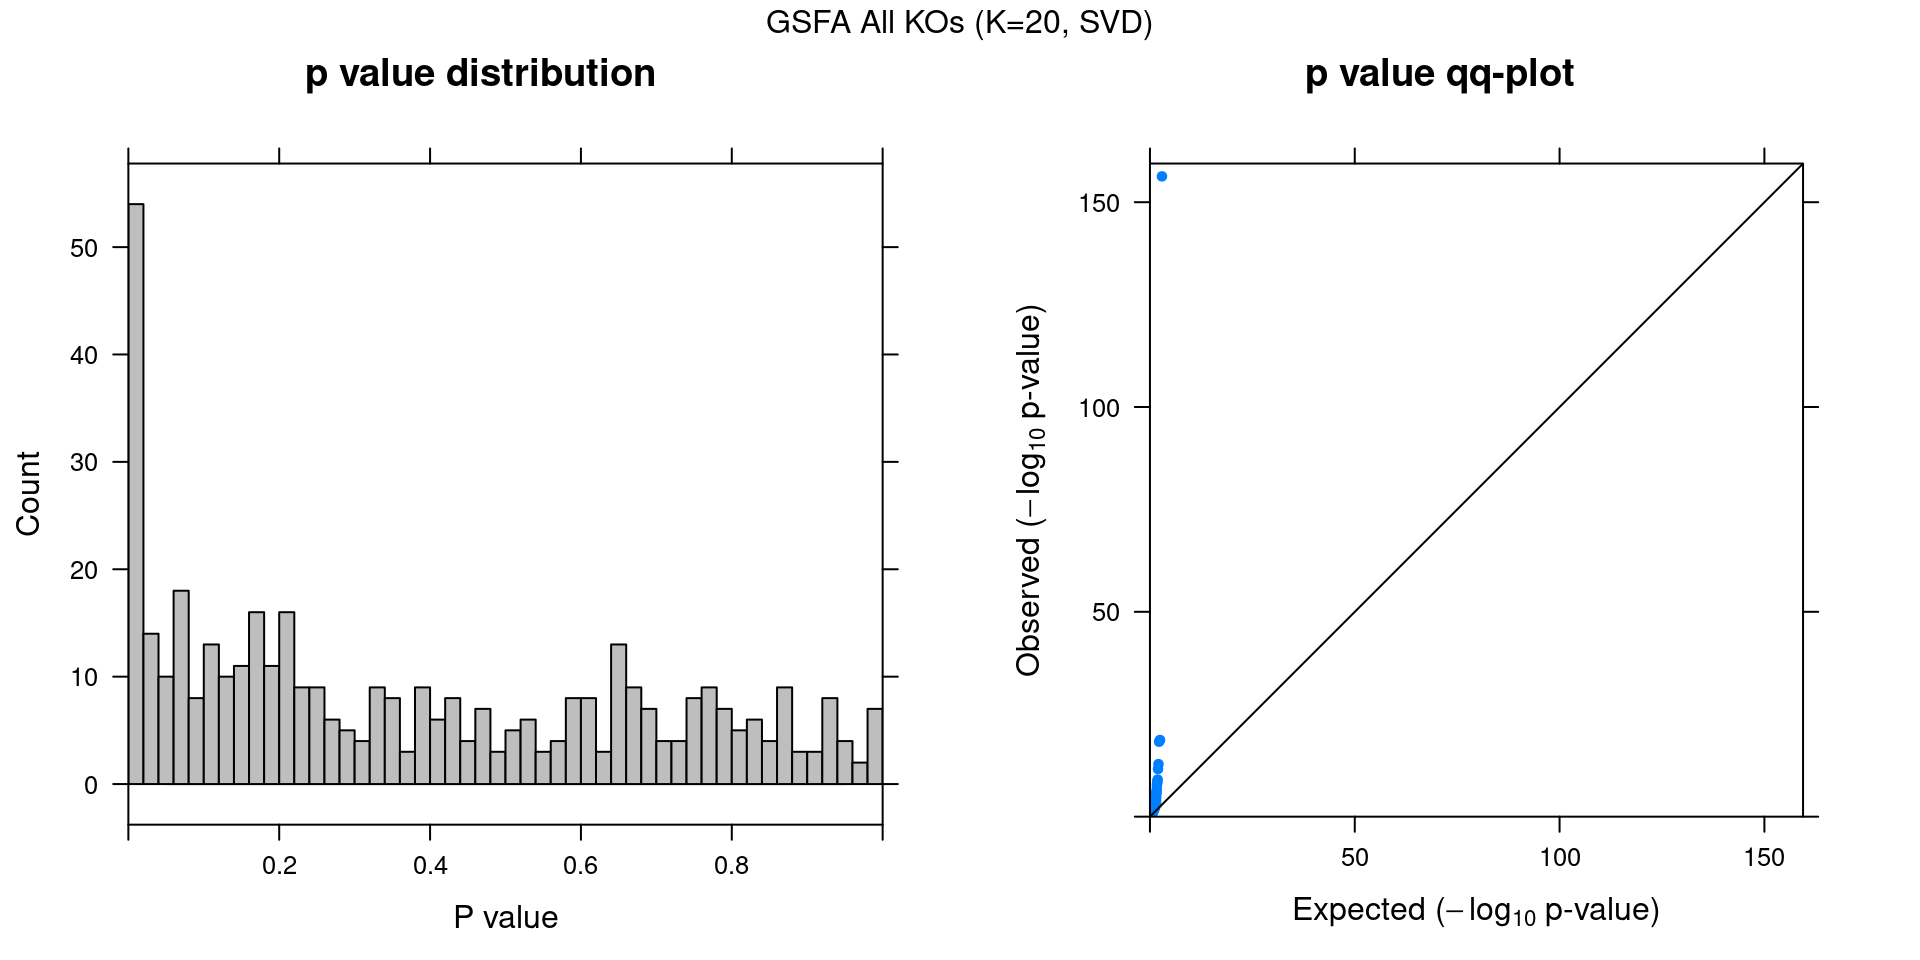 GSFA All KOs (K=20, SVD)
p value distribution
50
40
30
20
10
0
Count
0.2 0.4 0.6 0.8
P value
p value qq-plot
150
100
50
Observed (−log10 p-value)
50 100 150
Expected (−log10 p-value)